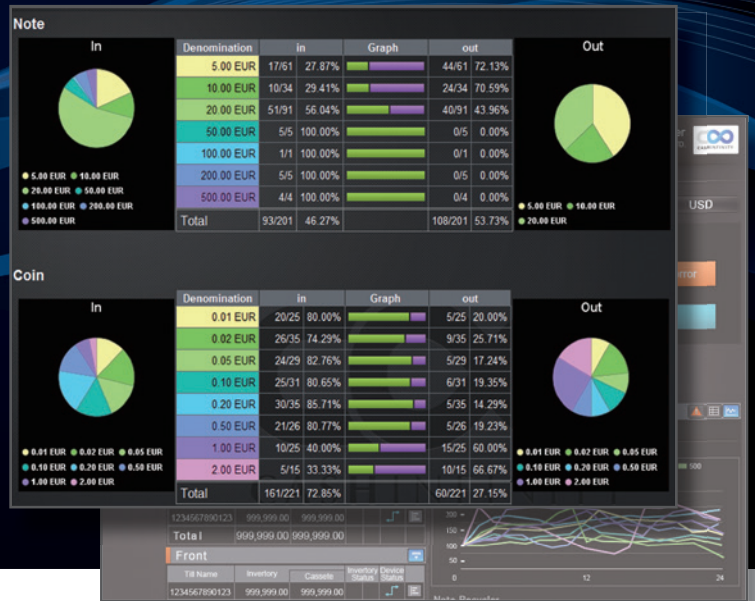 Note
In
Denomination in Graph out
Out
5.00 EUR 17/61 27.87% 44/61 72.13%
10.00 EUR 10/34 29.41% 24/34 70.59%
20.00 EUR 51/91 56.04% 40/91 43.96%
50.00 EUR 5/5 100.00% 0/5 0.00%
100.00 EUR 1/1 100.00% 0/1 0.00%
200.00 EUR 5/5 100.00% 0/5 0.00%
500.00 EUR 4/4 100.00% 0/4 0.00%
Total 93/201 46.27% 108/201 53.73%
5.00 EUR 10.00 EUR
20.00 EUR 50.00 EUR
100.00 EUR 200.00 EUR
500.00 EUR
5.00 EUR 10.00 EUR
20.00 EUR
USD
Coin
In
Denomination in Graph out
Out
0.01 EUR 20/25 80.00% 5/25 20.00%
0.02 EUR 26/35 74.29% 9/35 25.71%
0.05 EUR 24/29 82.76% 5/29 17.24%
0.10 EUR 25/31 80.65% 6/31 19.35%
0.20 EUR 30/35 85.71% 5/35 14.29%
0.50 EUR 21/26 80.77% 5/26 19.23%
1.00 EUR 10/25 40.00% 15/25 60.00%
2.00 EUR 5/15 33.33% 10/15 66.67%
Total 161/221 72.85% 60/221 27.15%
0.01 EUR 0.02 EUR 0.05 EUR
0.10 EUR 0.20 EUR 0.50 EUR
1.00 EUR 2.00 EUR
0.01 EUR 0.02 EUR 0.05 EUR
0.10 EUR 0.20 EUR 0.50 EUR
1.00 EUR 2.00 EUR
500
1234567890123 999,999.00 999,999.00
Total 999,999.00 999,999.00
Front
Till Name Inventory Cassete Inventory Status Device Status
1234567890123 999,999.00 999,999.00
200
150
100
50
0 12 24